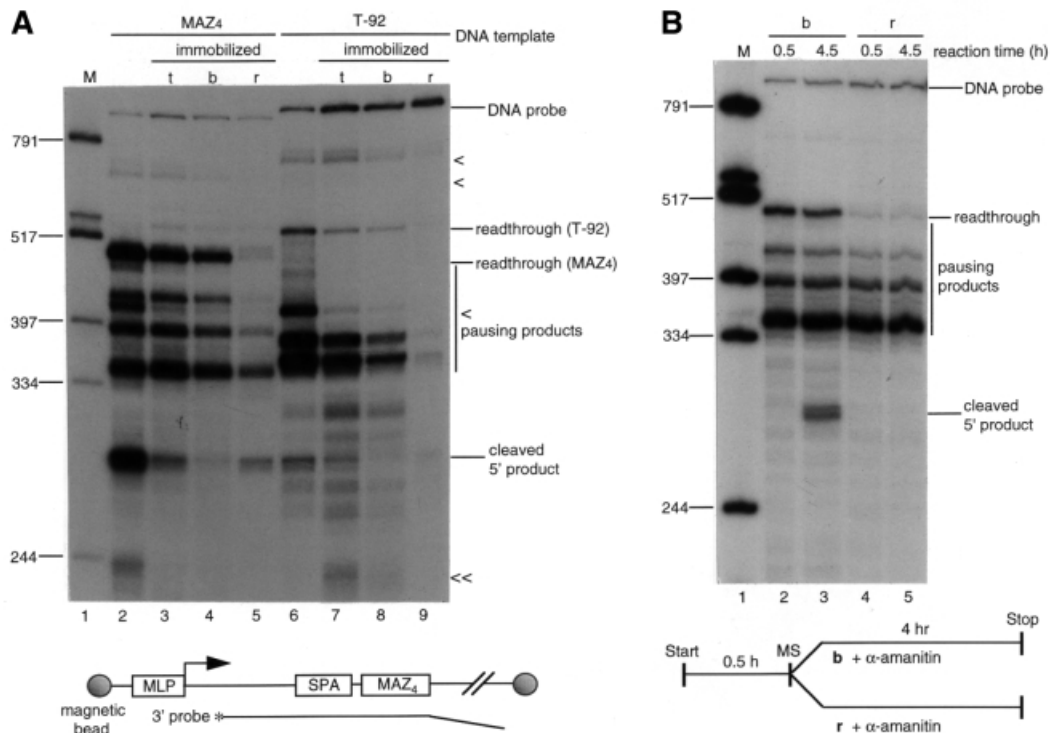 A
MAZ4
T-92
immobilized
immobilized
DNA template
M
t
b
r
t
b
r
DNA probe
791
<
<
readthrough (T-92)
517
readthrough (MAZ4)
<
397
pausing products
334
cleaved
5' product
244
<<
1 2 3 4 5 6 7 8 9
MLP
SPA
MAZ4
magnetic
bead
3' probe *
B
b
r
M
0.5
4.5
0.5
4.5
reaction time (h)
DNA probe
791
517
readthrough
397
pausing
products
334
cleaved
5' product
244
1 2 3 4 5
4 hr
Stop
Start
0.5 h
MS
b + α-amanitin
r + α-amanitin